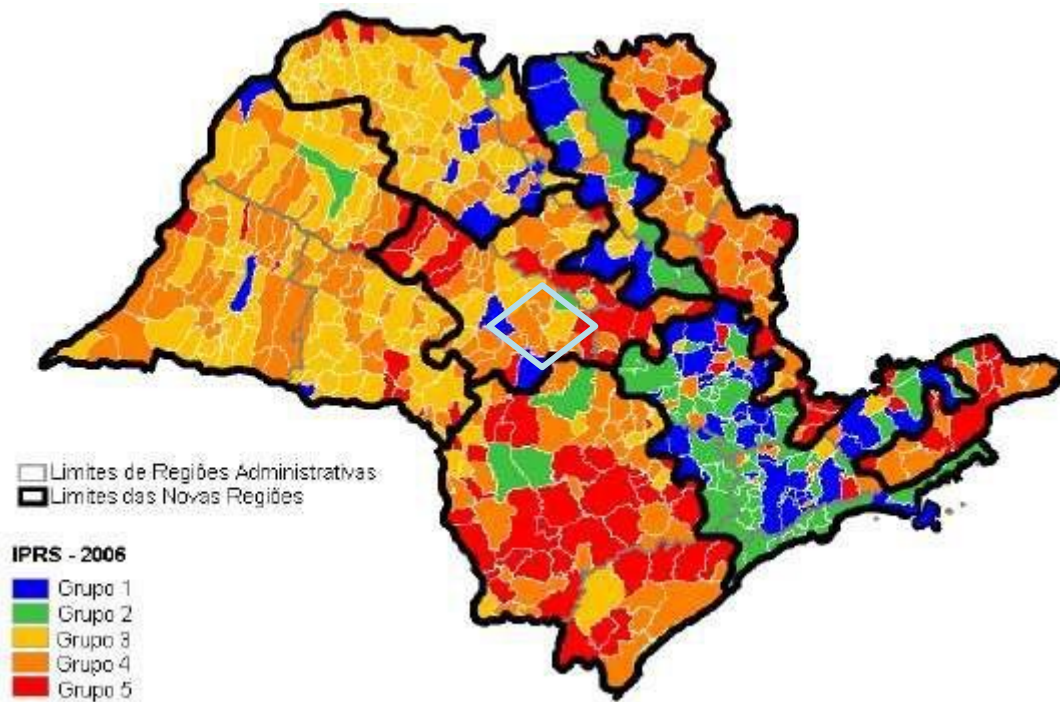 Limites de Regiões Administrativas
Limites das Novas Regiões
IPRS - 2006
Grupo 1
Grupo 2
Grupo 3
Grupo 4
Grupo 5